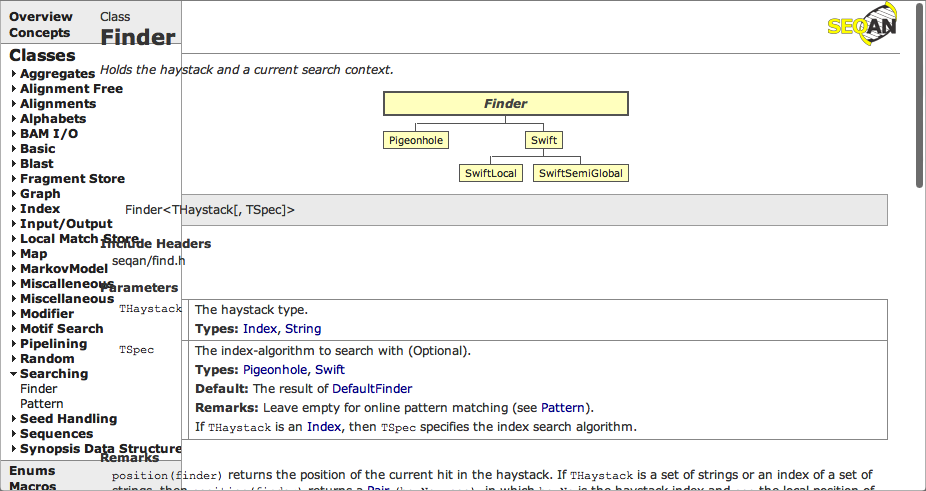 Overview
Concepts
Classes
Aggregates
Alignment Free
Alignments
Alphabets
BAM I/O
Basic
Blast
Fragment Store
Graph
Index
Input/Output
Local Match Store
Map
MarkovModel
Miscalleneous
Miscellaneous
Modifier
Motif Search
Pipelining
Random
Searching
Finder
Pattern
Seed Handling
Sequences
Synopsis Data Structure
Enums
Macros
Class
Finder
SEQAN
Holds the haystack and a current search context.
Finder
Pigeonhole Swift
SwiftLocal SwiftSemiGlobal
Finder<THaystack[, TSpec]>
Include Headers
seqan/find.h
Parameters
THaystack The haystack type.
Types: Index, String
TSpec The index-algorithm to search with (Optional).
Types: Pigeonhole, Swift
Default: The result of DefaultFinder
Remarks: Leave empty for online pattern matching (see Pattern).
If THaystack is an Index, then TSpec specifies the index search algorithm.
Remarks
position(finder) returns the position of the current hit in the haystack. If THaystack is a set of strings or an index of a set of
strings, then position(finder) returns a Pair (hayNo, pos), in which hayNo is the haystack index and pos the local position of